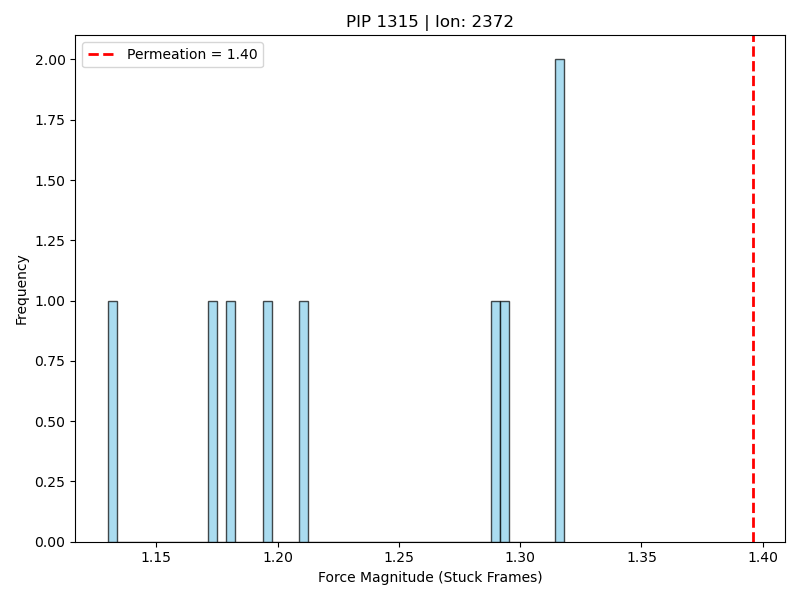 PIP 1315 | Ion: 2372
Permeation = 1.40
2.00
1.75
1.50
1.25
1.00
0.75
0.50
0.25
0.00
Frequency
1.15 1.20 1.25 1.30 1.35 1.40
Force Magnitude (Stuck Frames)